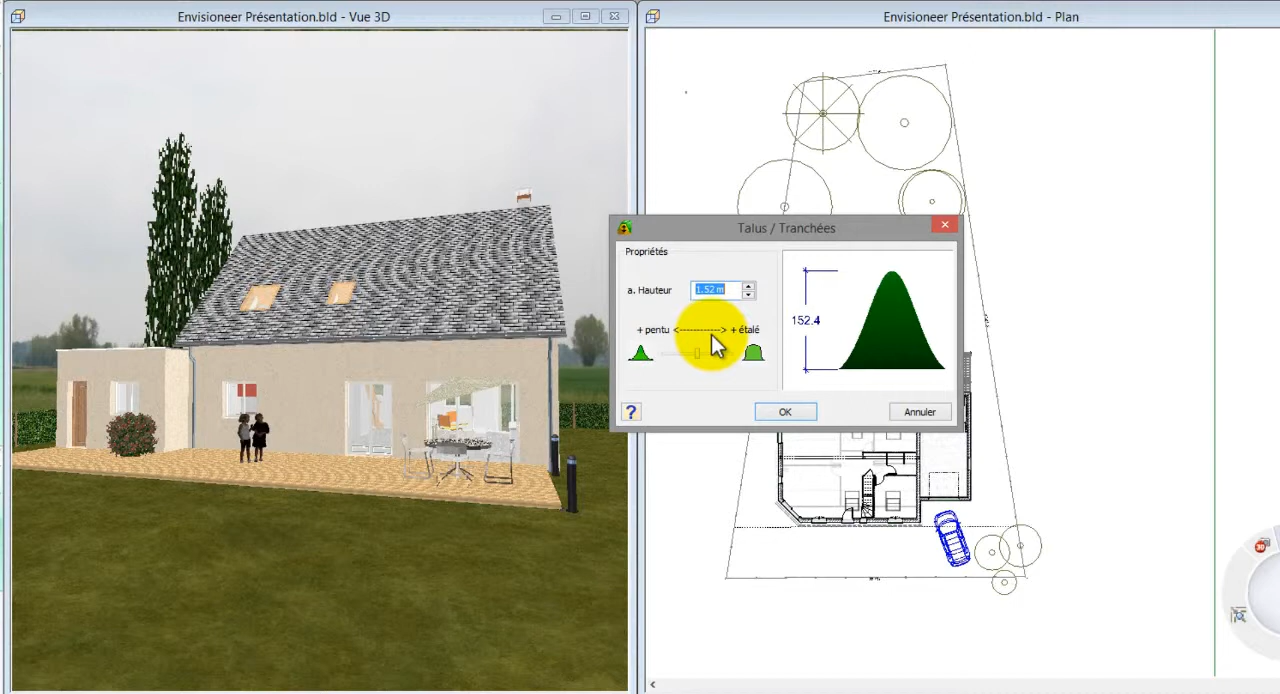 Envisioneer Présentation.bld - Vue 3D
Envisioneer Présentation.bld - Plan
Talus / Tranchées
Propriétés
a. Hauteur
1.52 m
+ pentu <----------> + étalé
152.4
?
OK
Annuler